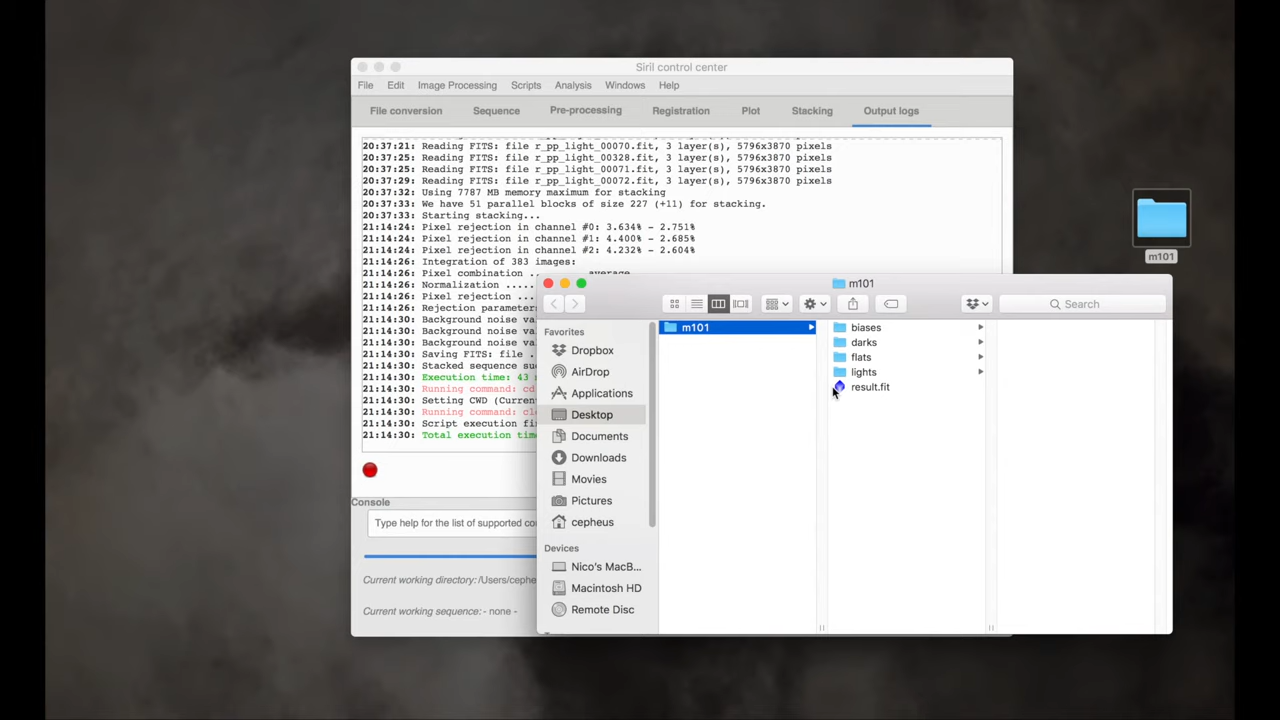 Siril control center
File Edit Image Processing Scripts Analysis Windows Help
File conversion Sequence Pre-processing Registration Plot Stacking Output logs
20:37:21: Reading FITS: file r_pp_light_00070.fit, 3 layer(s), 5796x3870 pixels
20:37:25: Reading FITS: file r_pp_light_00328.fit, 3 layer(s), 5796x3870 pixels
20:37:25: Reading FITS: file r_pp_light_00071.fit, 3 layer(s), 5796x3870 pixels
20:37:29: Reading FITS: file r_pp_light_00072.fit, 3 layer(s), 5796x3870 pixels
20:37:32: Using 7787 MB memory maximum for stacking
20:37:33: We have 51 parallel blocks of size 227 (+11) for stacking.
20:37:33: Starting stacking...
21:14:24: Pixel rejection in channel #0: 3.634% - 2.751%
21:14:24: Pixel rejection in channel #1: 4.400% - 2.685%
21:14:24: Pixel rejection in channel #2: 4.232% - 2.604%
21:14:26: Integration of 383 images:
21:14:26: Pixel combination .. average
21:14:26: Normalization .....
21:14:26: Pixel rejection ...
21:14:26: Rejection parameters
21:14:30: Background noise va
21:14:30: Background noise va
21:14:30: Background noise va
21:14:30: Saving FITS: file .
21:14:30: Stacked sequence su
21:14:30: Execution time: 43 m
21:14:30: Running command: cd
21:14:30: Setting CWD (Curren
21:14:30: Running command: clo
21:14:30: Script execution fi
21:14:30: Total execution time
Console
Type help for the list of supported co
Current working directory: /Users/cephe
Current working sequence: - none -
m101
Search
Favorites
Dropbox
AirDrop
Applications
Desktop
Documents
Downloads
Movies
Pictures
cepheus
Devices
Nico's MacB...
Macintosh HD
Remote Disc
m101
biases
darks
flats
lights
result.fit
m101